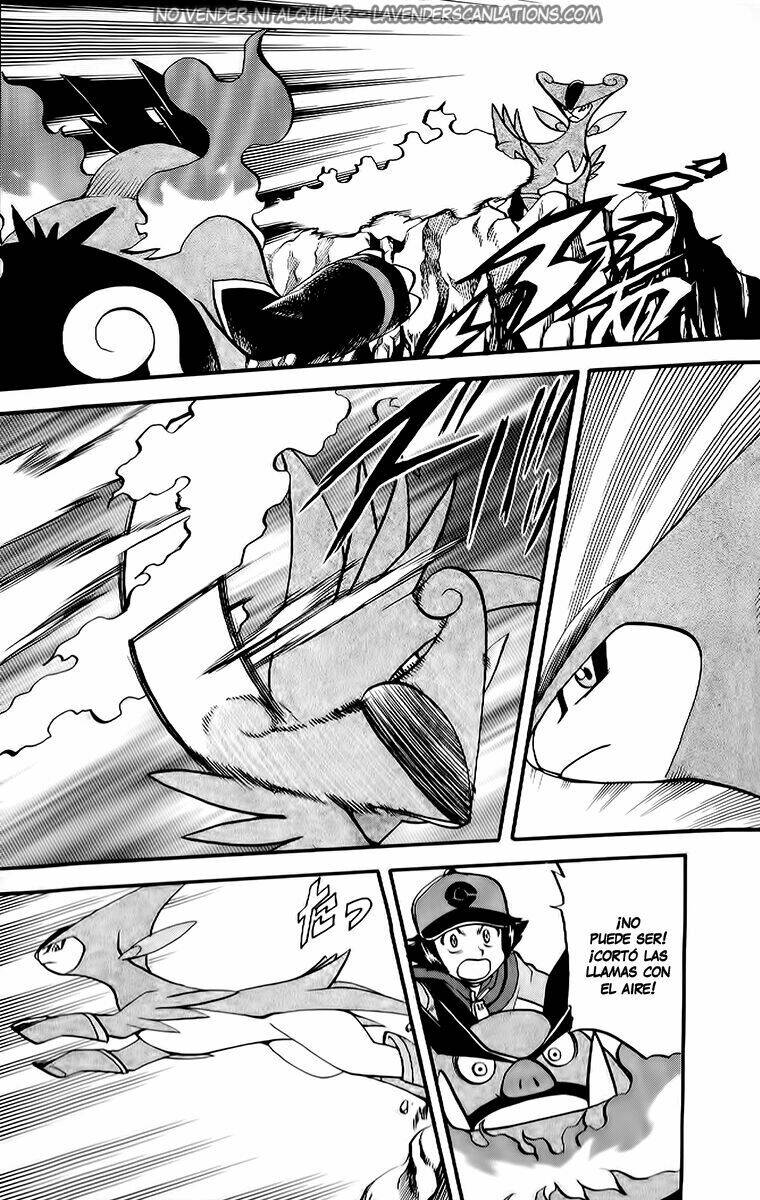 NO VENDER NI ALQUILAR - LAVENDERSCANLATIONS.COM
¡NO
PUEDE SER!
¡CORTÓ LAS
LLAMAS CON
EL AIRE!
たっ